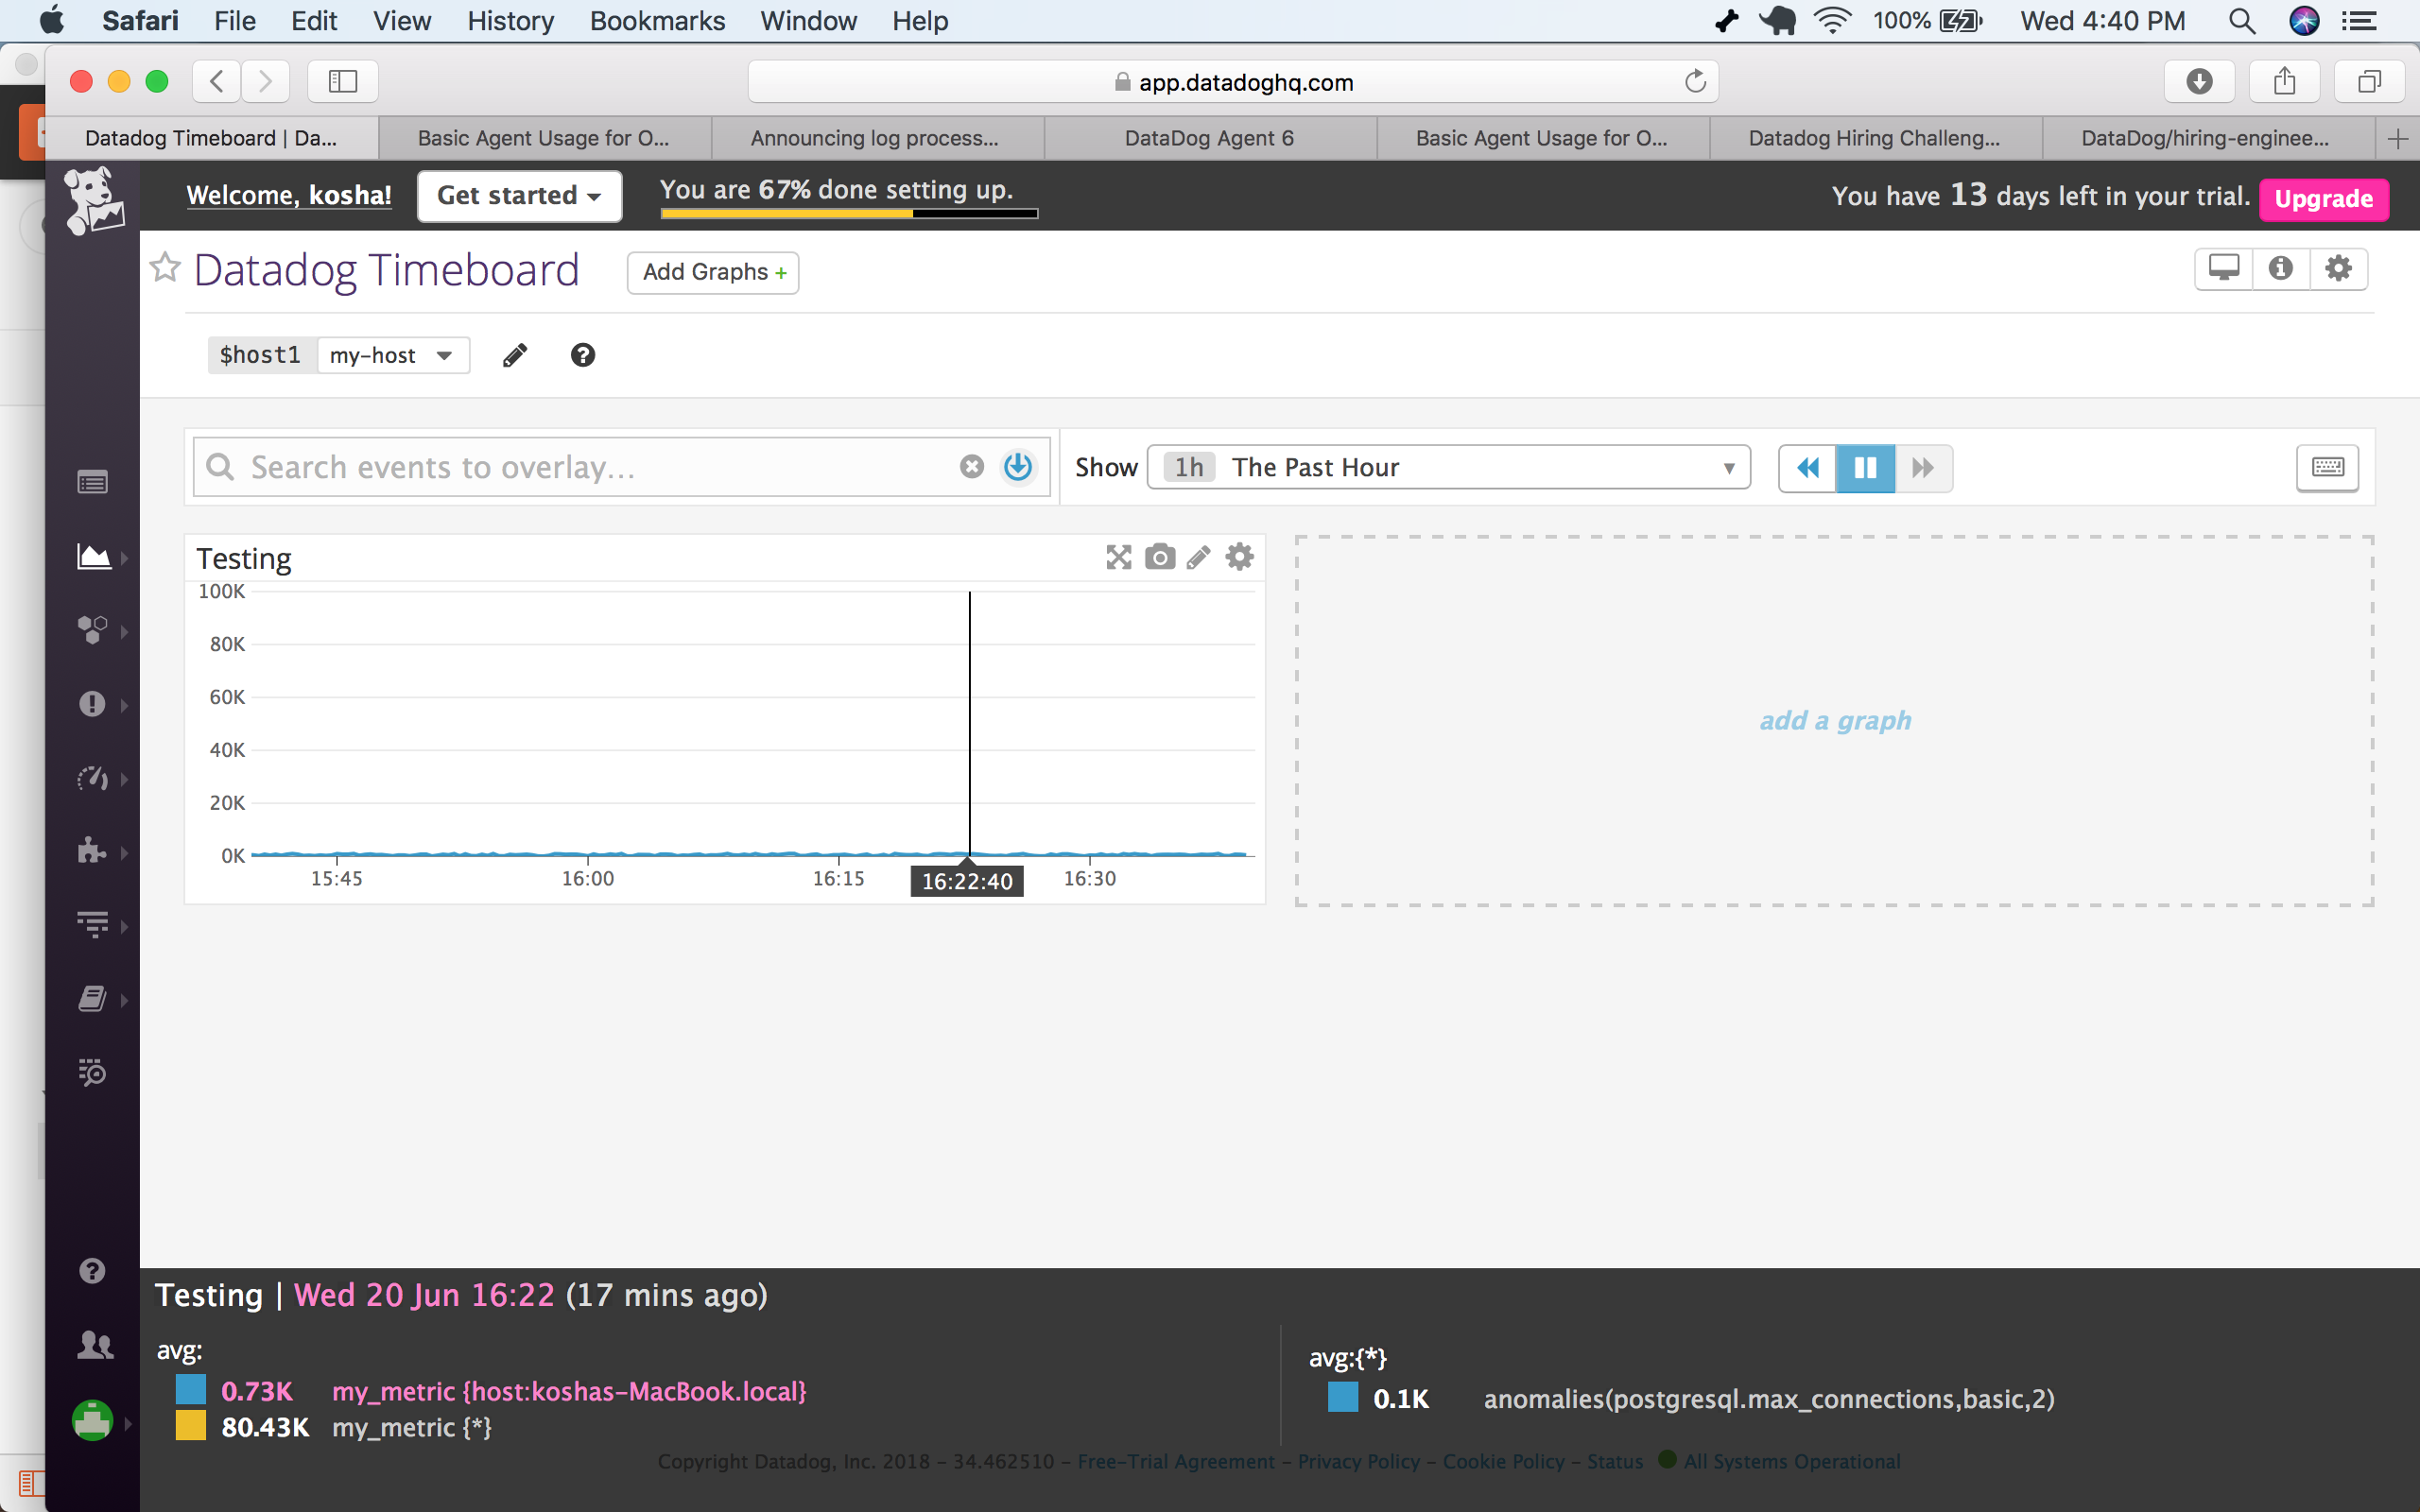 Safari File Edit View History Bookmarks Window Help 100% Wed 4:40 PM
app.datadoghq.com
Datadog Timeboard | Da... Basic Agent Usage for O... Announcing log process... DataDog Agent 6 Basic Agent Usage for O... Datadog Hiring Challeng... DataDog/hiring-enginee...
Welcome, kosha! Get started You are 67% done setting up. You have 13 days left in your trial. Upgrade
Datadog Timeboard Add Graphs +
$host1 my-host
Search events to overlay... Show 1h The Past Hour
Testing
100K
80K
60K
40K
20K
0K
15:45 16:00 16:15 16:22:40 16:30
add a graph
Testing | Wed 20 Jun 16:22 (17 mins ago)
avg:
0.73K my_metric {host:koshas-MacBook.local}
80.43K my_metric {*}
avg:{*}
0.1K anomalies(postgresql.max_connections,basic,2)
Copyright Datadog, Inc. 2018 - 34.462510 - Free-Trial Agreement - Privacy Policy - Cookie Policy - Status All Systems Operational